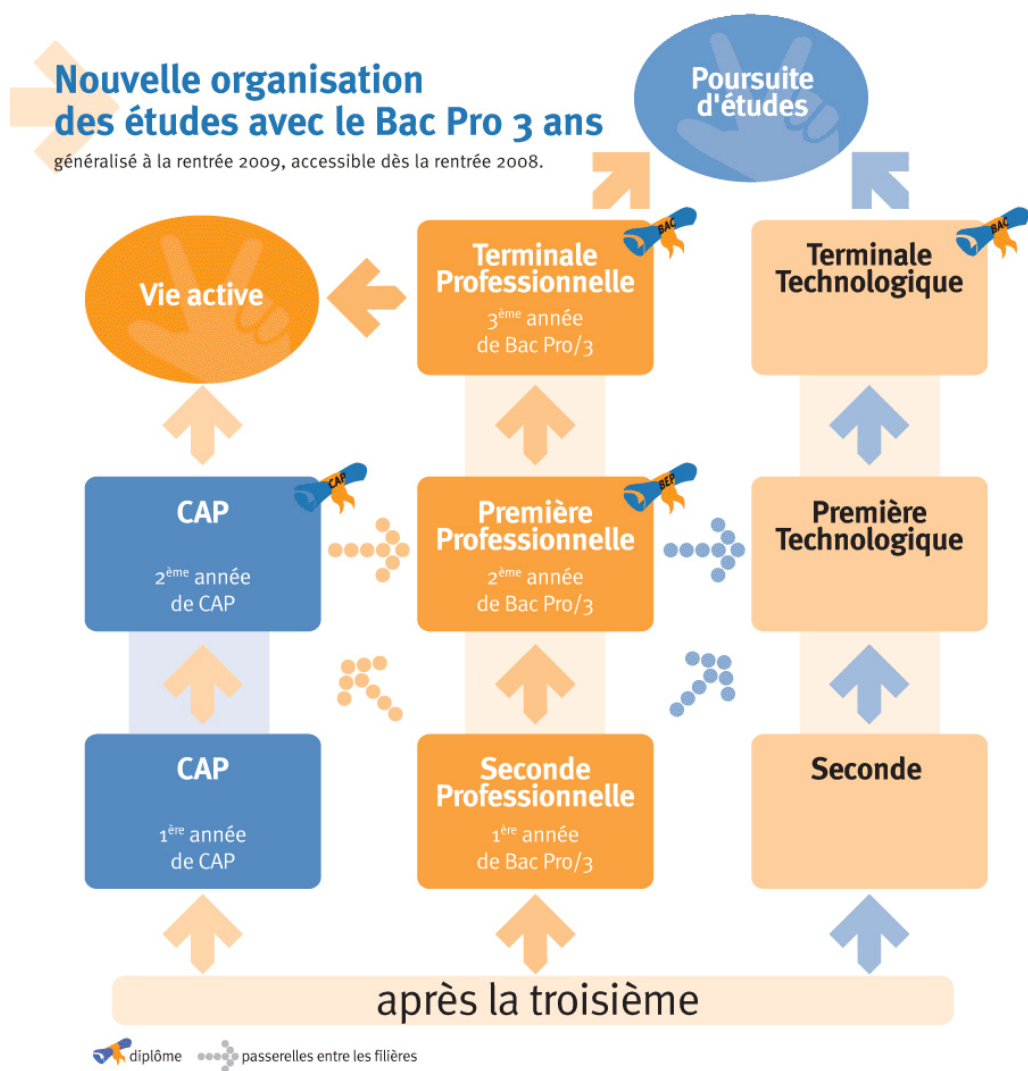 Nouvelle organisation
des études avec le Bac Pro 3 ans
généralisé à la rentrée 2009, accessible dès la rentrée 2008.
Poursuite
d'études
Vie active
BAC
Terminale
Professionnelle
3ème année
de Bac Pro/3
BAC
Terminale
Technologique
CAP
CAP
2ème année
de CAP
BEP
Première
Professionnelle
2ème année
de Bac Pro/3
Première
Technologique
CAP
1ère année
de CAP
Seconde
Professionnelle
1ère année
de Bac Pro/3
Seconde
après la troisième
diplôme
passerelles entre les filières